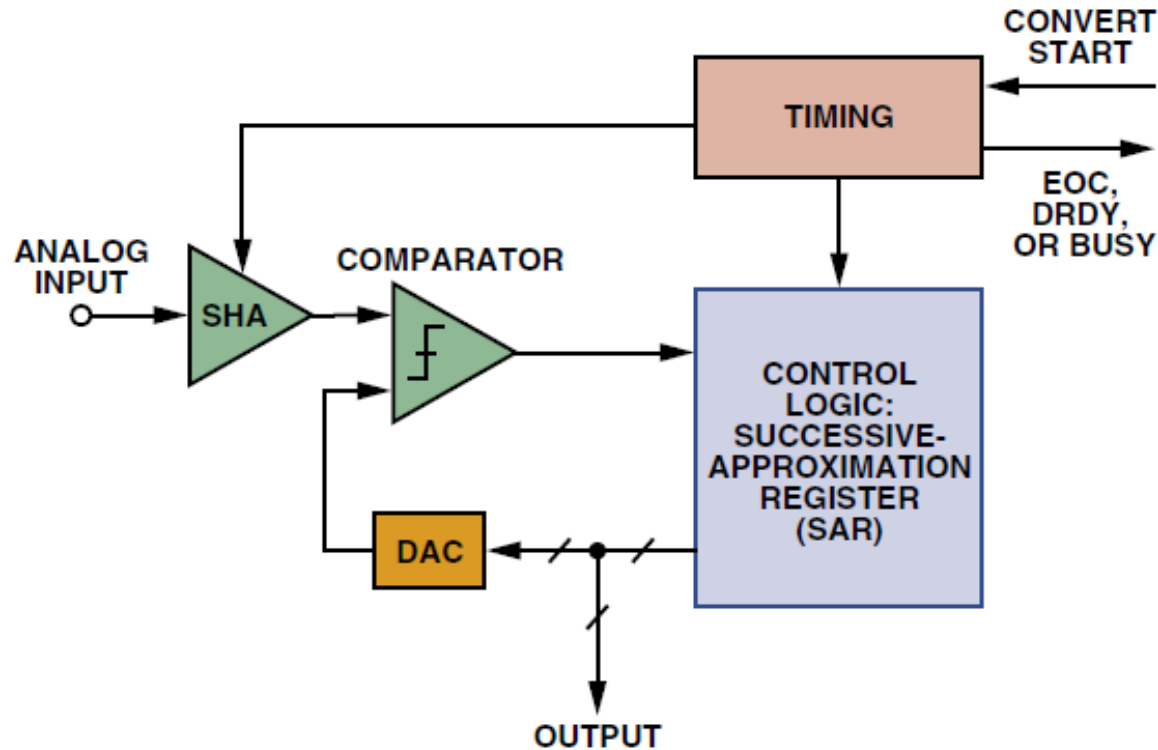 CONVERT
START
TIMING
EOC,
DRDY,
OR BUSY
ANALOG
INPUT
SHA
COMPARATOR
CONTROL
LOGIC:
SUCCESSIVE-
APPROXIMATION
REGISTER
(SAR)
DAC
OUTPUT